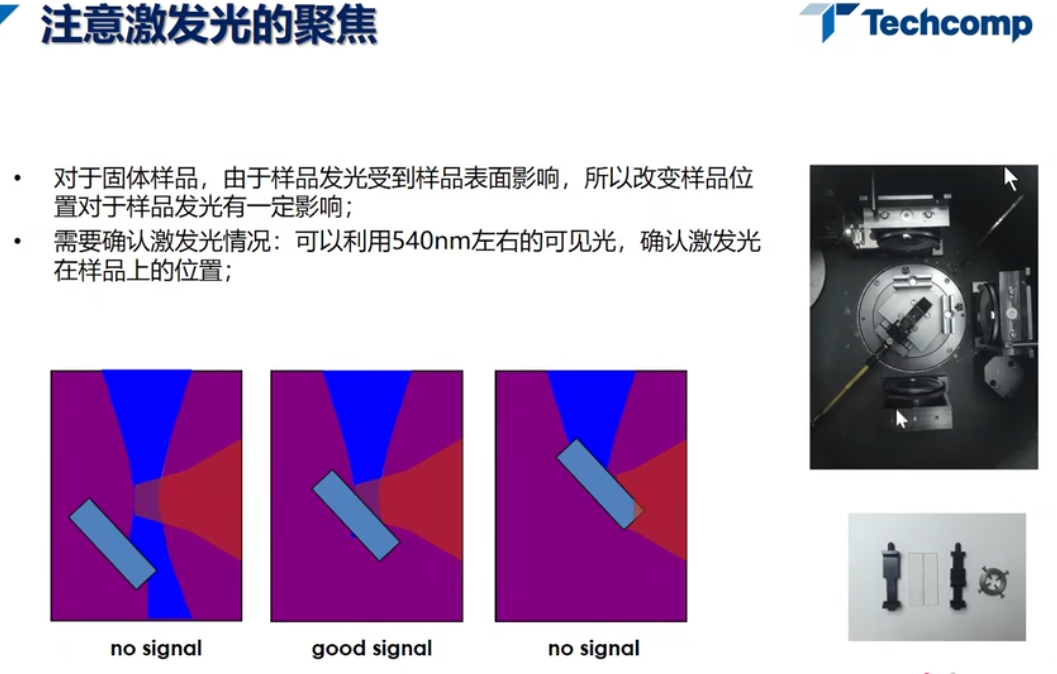 注意激发光的聚焦
Techcomp
• 对于固体样品，由于样品发光受到样品表面影响，所以改变样品位
置对于样品发光有一定影响；
• 需要确认激发光情况：可以利用540nm左右的可见光，确认激发光
在样品上的位置；
no signal
good signal
no signal